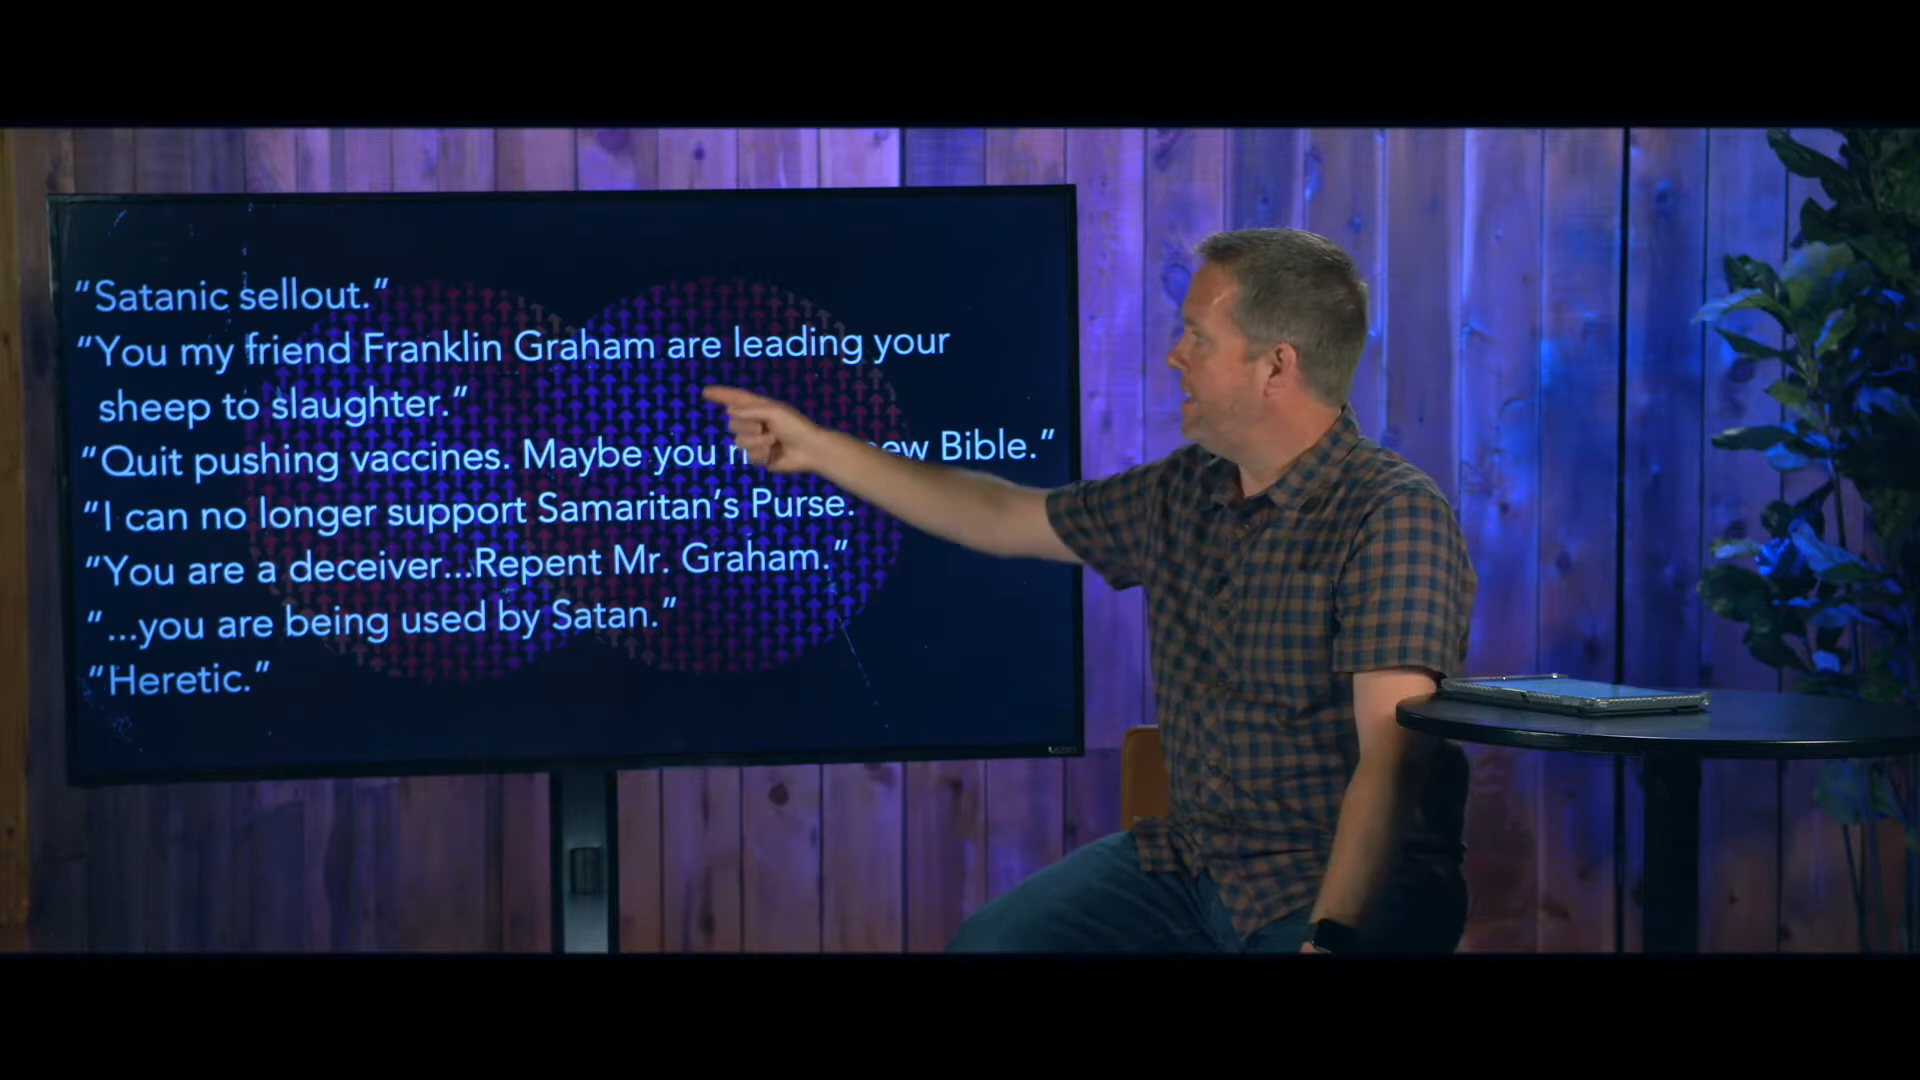 “Satanic sellout.”
“You my friend Franklin Graham are leading your
sheep to slaughter.”
“Quit pushing vaccines. Maybe you Bible.”
“I can no longer support Samaritan’s Purse.
“You are a deceiver...Repent Mr. Graham.”
“...you are being used by Satan.”
“Heretic.”